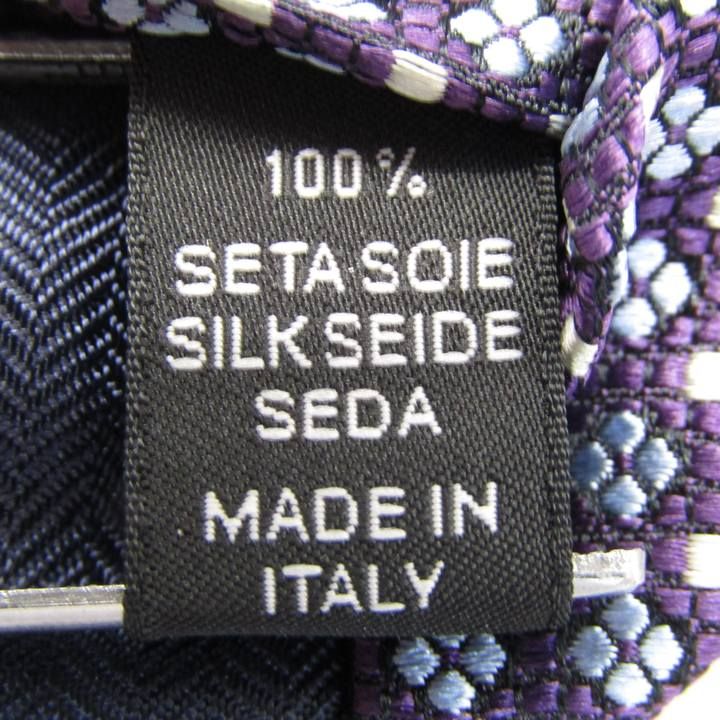 100%
SETA SOIE
SILK SEIDE
SEDA
MADE IN
ITALY